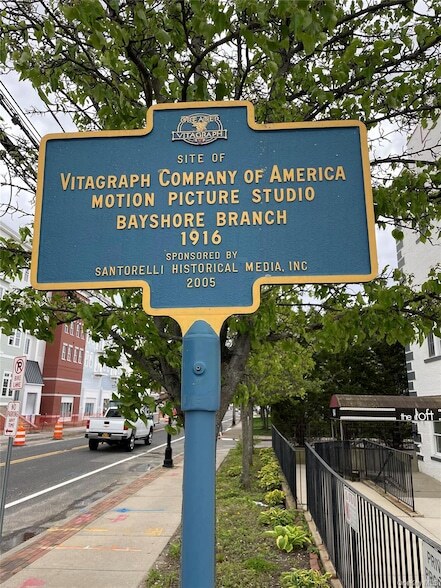 VITAGRAPH
SITE OF
VITAGRAPH COMPANY OF AMERICA
MOTION PICTURE STUDIO
BAYSHORE BRANCH
1916
SPONSORED BY
SANTORELLI HISTORICAL MEDIA, INC
2005
the Loft